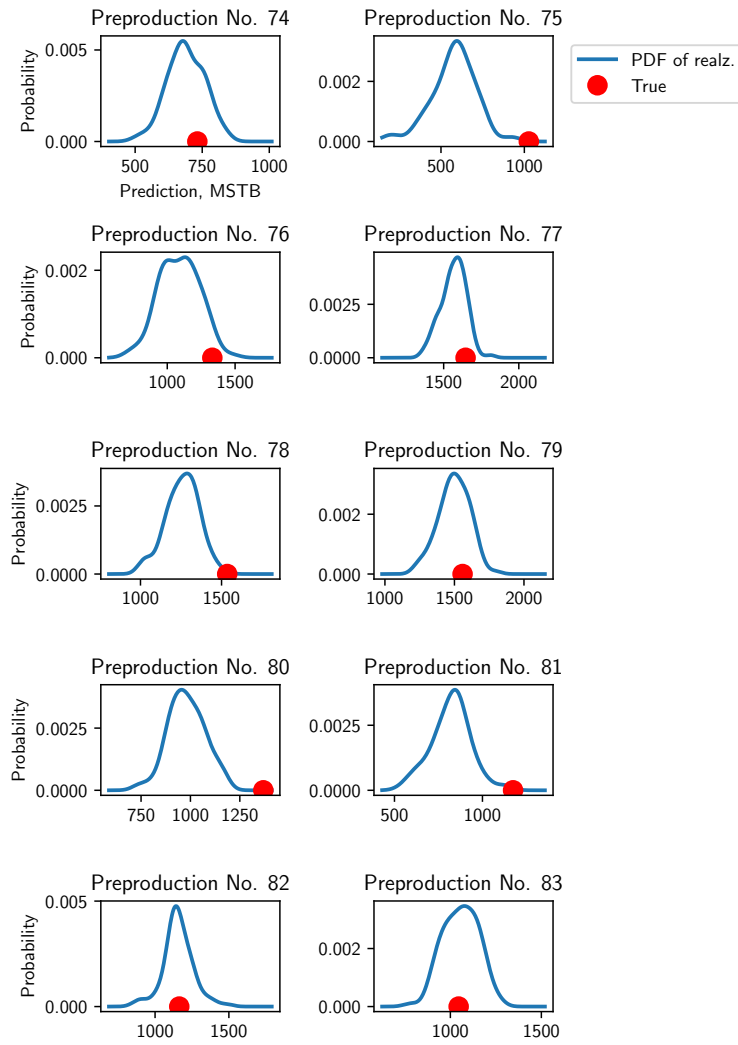 Preproduction No. 74
Preproduction No. 75
PDF of realz.
True
Probability
0.005
0.000
0.002
0.000
500
750
1000
500
1000
Prediction, MSTB
Preproduction No. 76
Preproduction No. 77
Probability
0.002
0.000
0.0025
0.0000
1000
1500
1500
2000
Preproduction No. 78
Preproduction No. 79
Probability
0.0025
0.0000
0.002
0.000
1000
1500
1000
1500
2000
Preproduction No. 80
Preproduction No. 81
Probability
0.0025
0.0000
0.0025
0.0000
750
1000
1250
500
1000
Preproduction No. 82
Preproduction No. 83
Probability
0.005
0.000
0.002
0.000
1000
1500
1000
1500